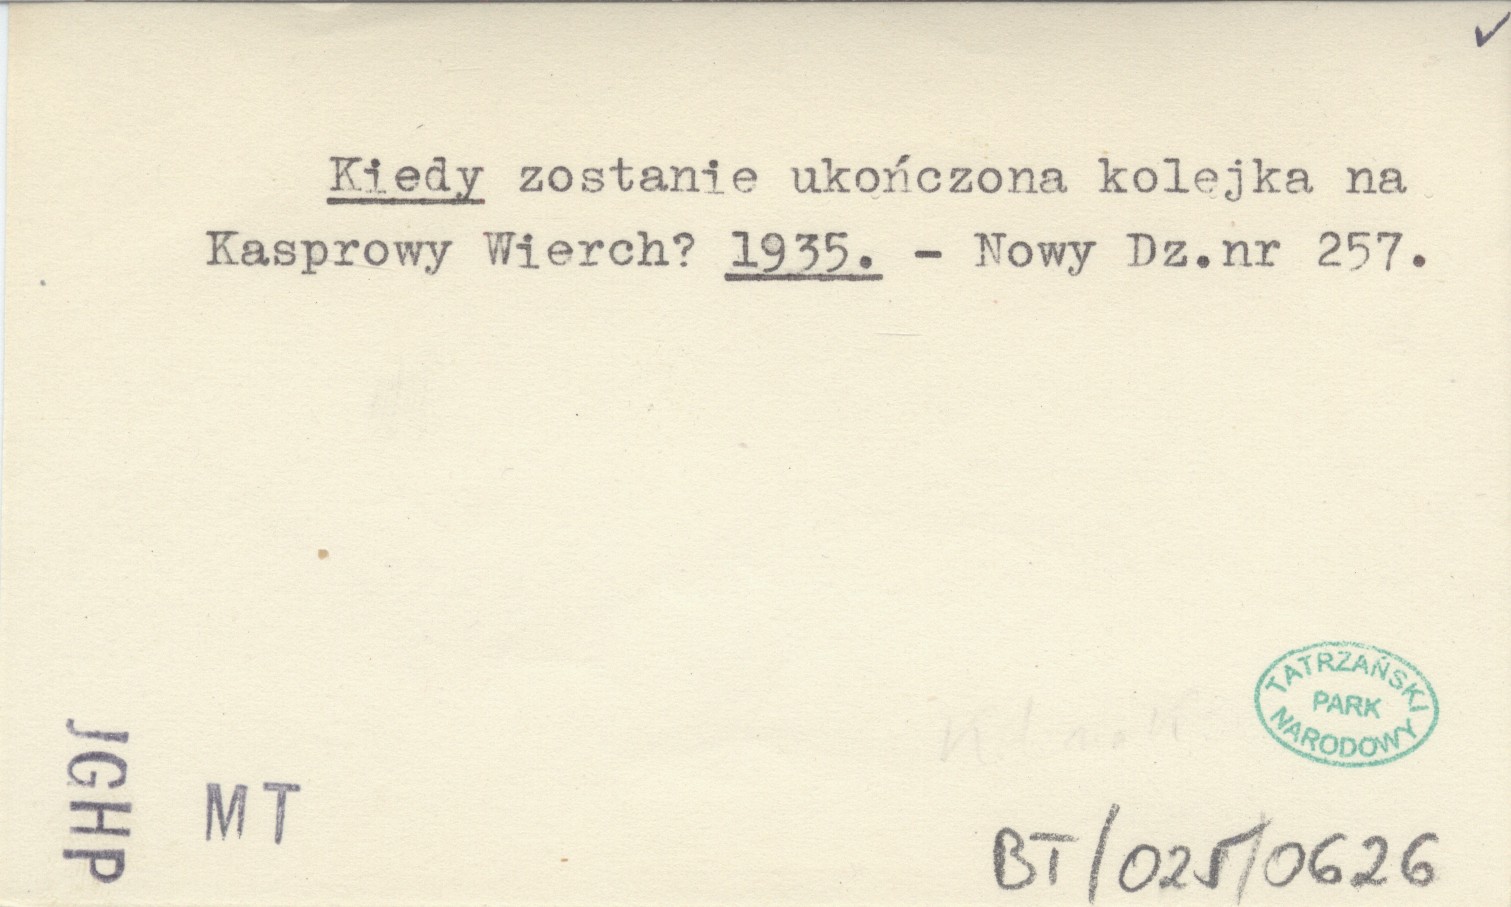 Kiedy zostanie ukończona kolejka na
Kasprowy Wierch? 1935. - Nowy Dz.nr 257.
TATRZAŃSKI
PARK
NARODOWY
JGHP
MT
BT/025/0626